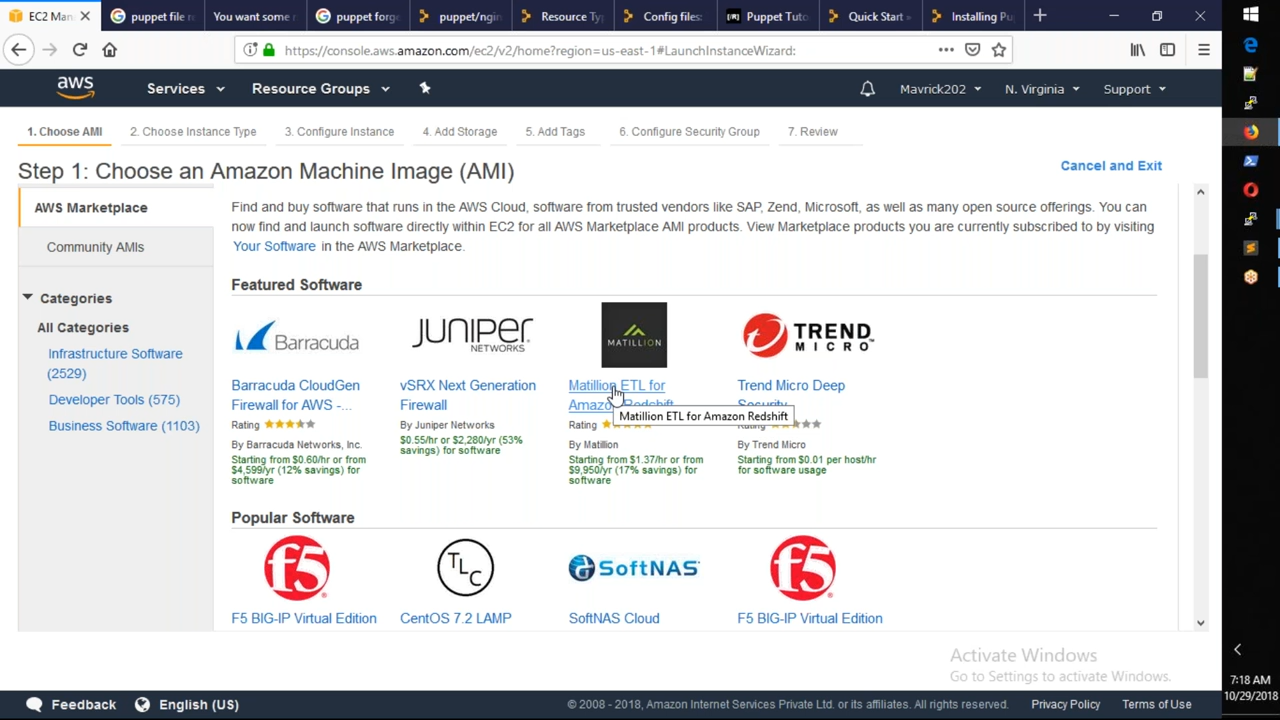 EC2 Man
puppet file re
You want some m
puppet forge
puppet/ngin
Resource Ty
Config files:
Puppet Tuto
Quick Start »
Installing Pu
https://console.aws.amazon.com/ec2/v2/home?region=us-east-1#LaunchInstanceWizard:
aws
Services
Resource Groups
Mavrick202
N. Virginia
Support
1. Choose AMI
2. Choose Instance Type
3. Configure Instance
4. Add Storage
5. Add Tags
6. Configure Security Group
7. Review
Step 1: Choose an Amazon Machine Image (AMI)
Cancel and Exit
AWS Marketplace
Community AMIs
Categories
All Categories
Infrastructure Software
(2529)
Developer Tools (575)
Business Software (1103)
Find and buy software that runs in the AWS Cloud, software from trusted vendors like SAP, Zend, Microsoft, as well as many open source offerings. You can
now find and launch software directly within EC2 for all AWS Marketplace AMI products. View Marketplace products you are currently subscribed to by visiting
Your Software in the AWS Marketplace.
Featured Software
Barracuda
Barracuda CloudGen
Firewall for AWS -...
Rating
By Barracuda Networks, Inc.
Starting from $0.60/hr or from
$4,599/yr (12% savings) for
software
JUNIPER
NETWORKS
vSRX Next Generation
Firewall
By Juniper Networks
$0.55/hr or $2,280/yr (53%
savings) for software
MATILLION
Matillion ETL for
Amazon Redshift
Matillion ETL for Amazon Redshift
Rating
By Matillion
Starting from $1.37/hr or from
$9,950/yr (17% savings) for
software
TREND
MICRO
Trend Micro Deep
Security
Rating
By Trend Micro
Starting from $0.01 per host/hr
for software usage
Popular Software
f5
F5 BIG-IP Virtual Edition
TLC
CentOS 7.2 LAMP
SoftNAS
SoftNAS Cloud
f5
F5 BIG-IP Virtual Edition
Activate Windows
Go to Settings to activate Windows.
Feedback
English (US)
© 2008 - 2018, Amazon Internet Services Private Ltd. or its affiliates. All rights reserved.
Privacy Policy
Terms of Use
7:18 AM
10/29/2018